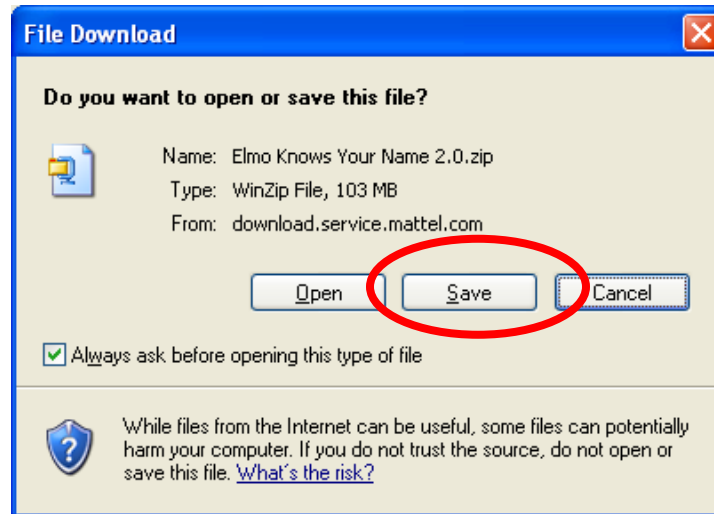 File Download
Do you want to open or save this file?
Name: Elmo Knows Your Name 2.0.zip
Type: WinZip File, 103 MB
From: download.service.mattel.com
Open Save Cancel
Always ask before opening this type of file
While files from the Internet can be useful, some files can potentially
harm your computer. If you do not trust the source, do not open or
save this file. What's the risk?